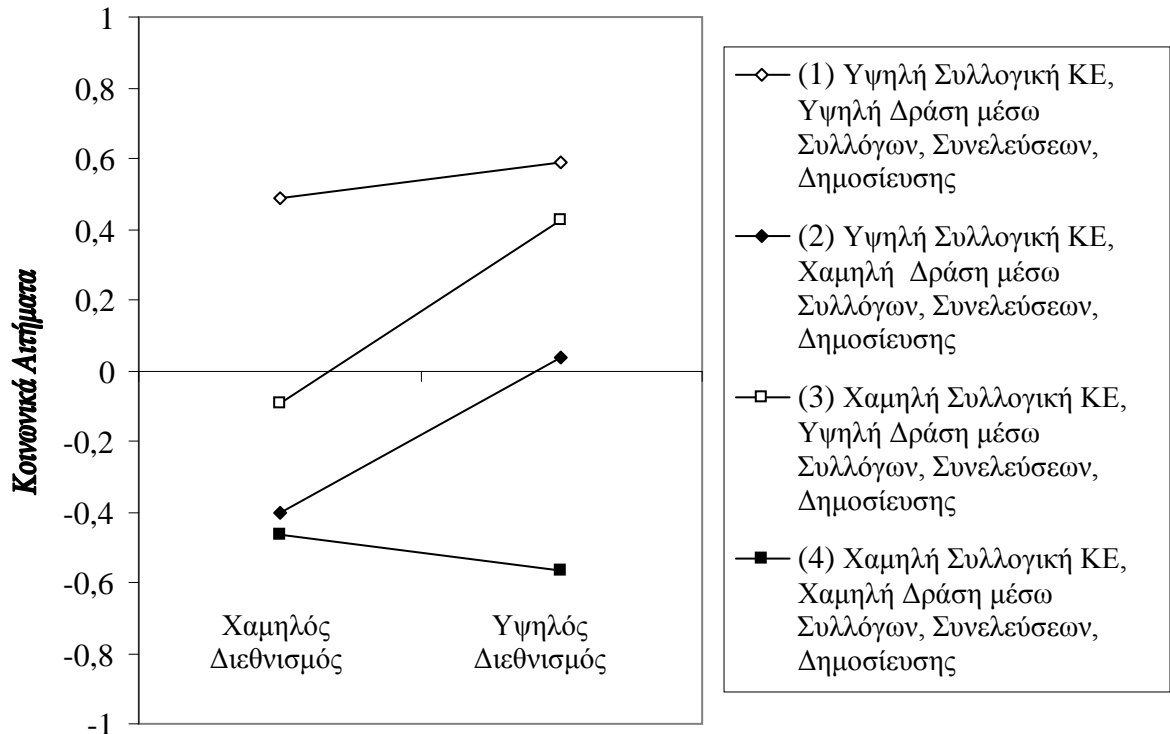 1
0,8
0,6
0,4
0,2
0
-0,2
-0,4
-0,6
-0,8
-1
Κοινωνικά Αιτήματα
Χαμηλός
Διεθνισμός
Υψηλός
Διεθνισμός
(1) Υψηλή Συλλογική ΚΕ,
Υψηλή Δράση μέσω
Συλλόγων, Συνελεύσεων,
Δημοσίευσης
(2) Υψηλή Συλλογική ΚΕ,
Χαμηλή Δράση μέσω
Συλλόγων, Συνελεύσεων,
Δημοσίευσης
(3) Χαμηλή Συλλογική ΚΕ,
Υψηλή Δράση μέσω
Συλλόγων, Συνελεύσεων,
Δημοσίευσης
(4) Χαμηλή Συλλογική ΚΕ,
Χαμηλή Δράση μέσω
Συλλόγων, Συνελεύσεων,
Δημοσίευσης